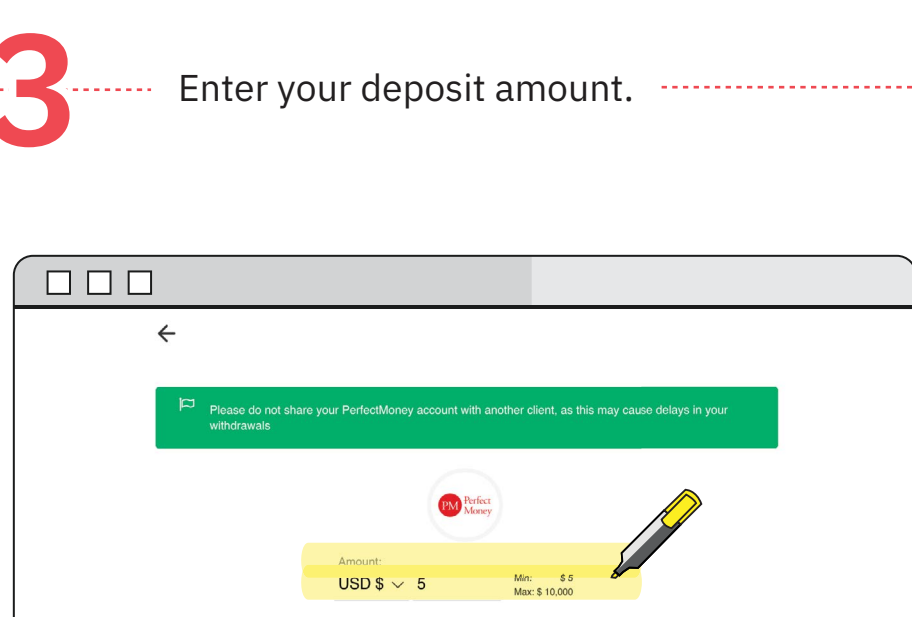 3
Enter your deposit amount.
Please do not share your PerfectMoney account with another client, as this may cause delays in your
withdrawals
PM Perfect
Money
Amount:
USD $ 5
Min: $ 5
Max: $ 10,000